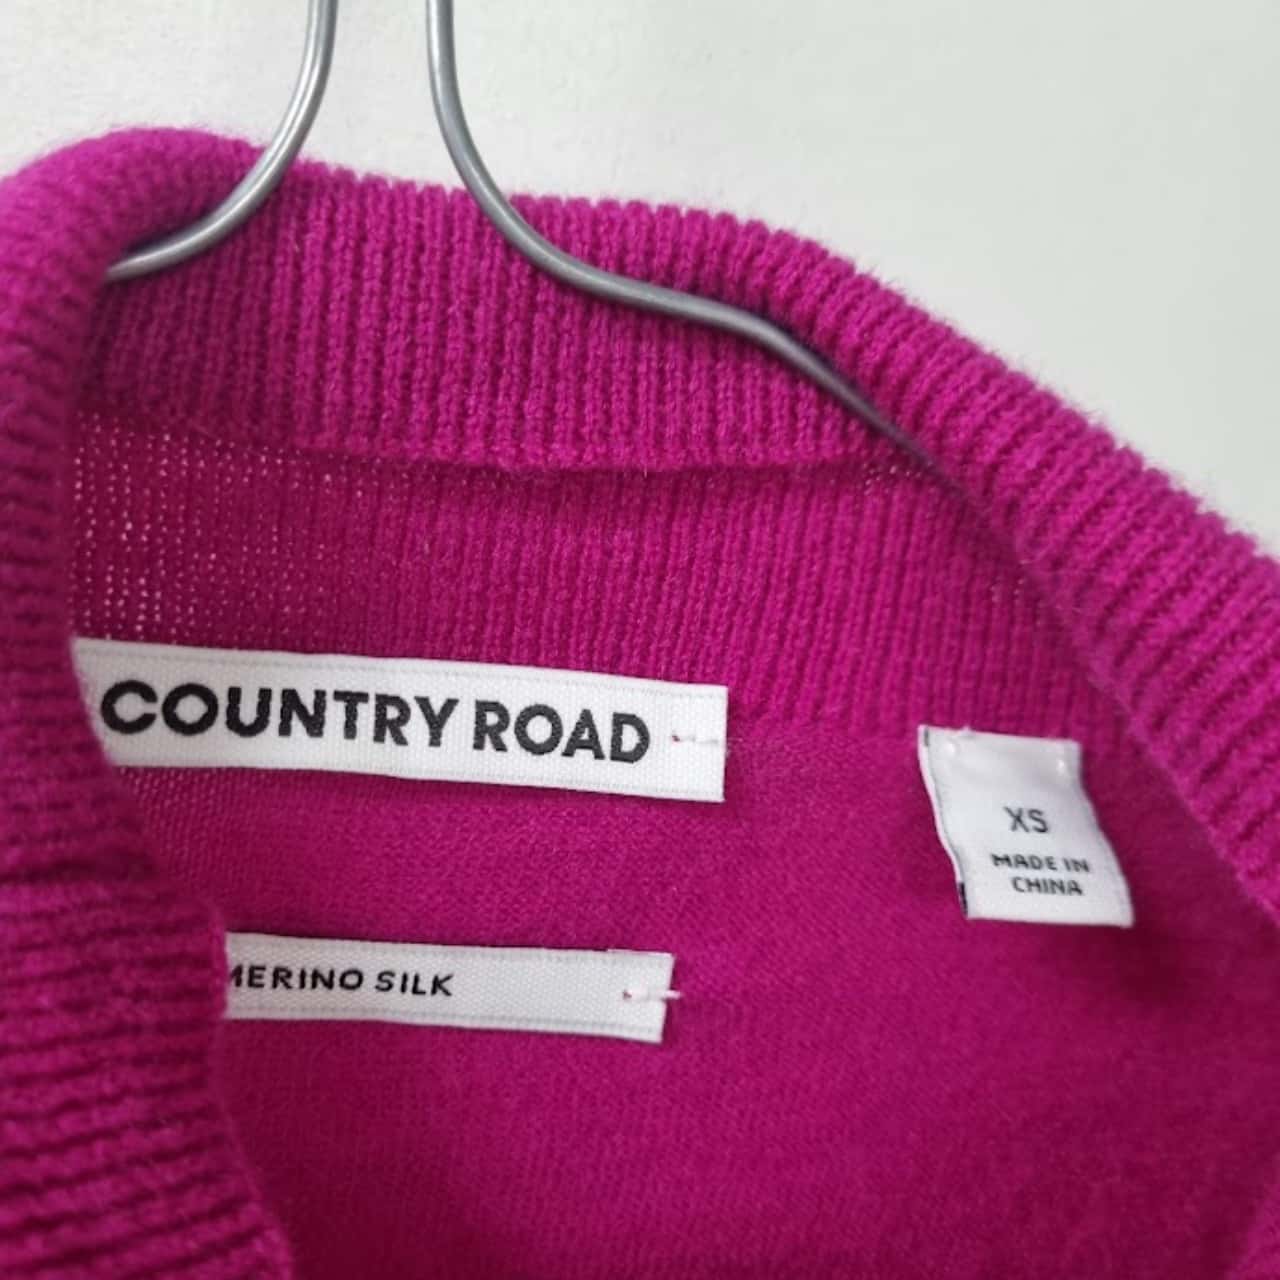 COUNTRY ROAD
XS
MADE IN
CHINA
MERINO SILK